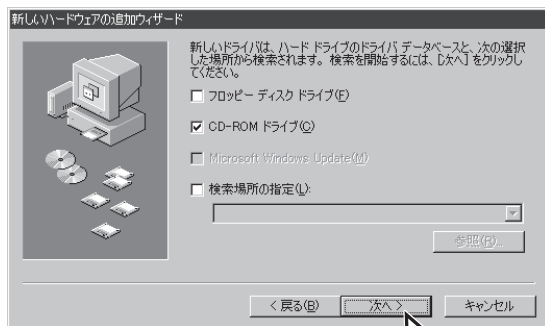 新しいハードウェアの追加ウィザード
新しいドライバは、ハード ドライブのドライバ データベースと、次の選択
した場所から検索されます。検索を開始するには、[次へ] をクリックし
てください。
フロッピー ディスク ドライブ(F)
CD-ROM ドライブ(C)
Microsoft Windows Update(M)
検索場所の指定(L):
参照(R)...
< 戻る(B)
次へ >
キャンセル